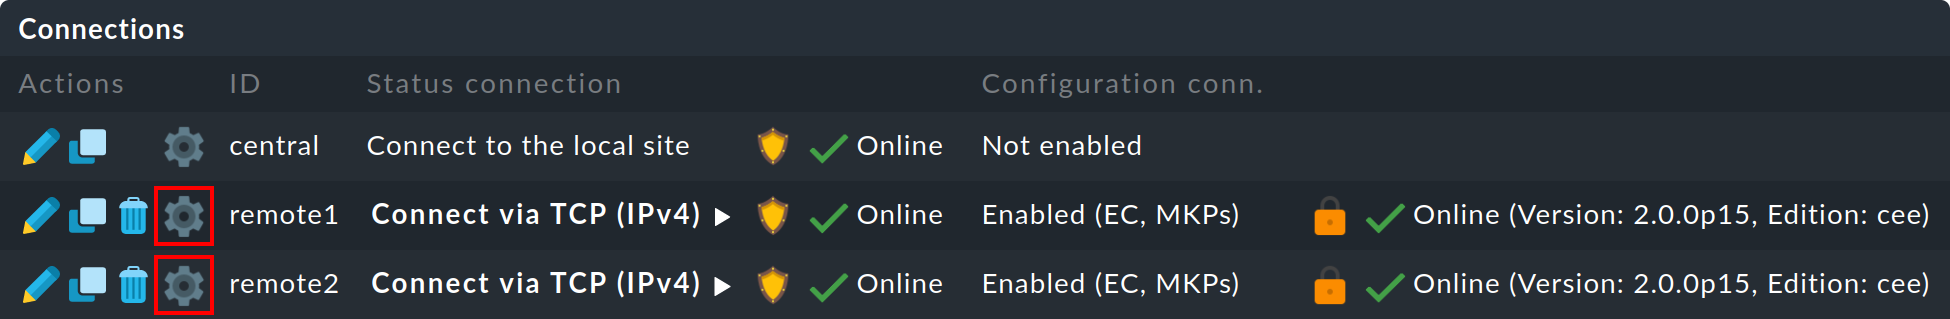 Connections
Actions ID Status connection Configuration conn.
central Connect to the local site Online Not enabled
remote1 Connect via TCP (IPv4) Online Enabled (EC, MKPs) Online (Version: 2.0.0p15, Edition: cee)
remote2 Connect via TCP (IPv4) Online Enabled (EC, MKPs) Online (Version: 2.0.0p15, Edition: cee)